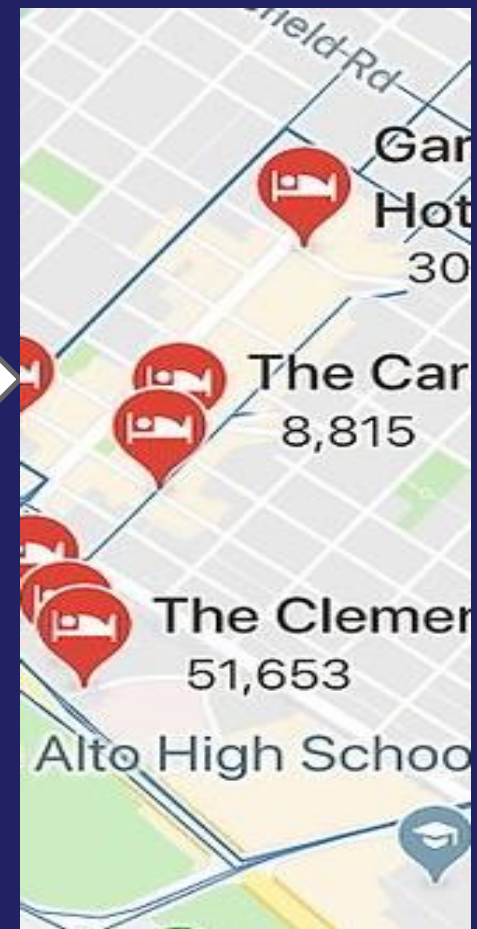 field Rd
Gar
Hot
30
The Car
8,815
The Clemen
51,653
Alto High Schoo